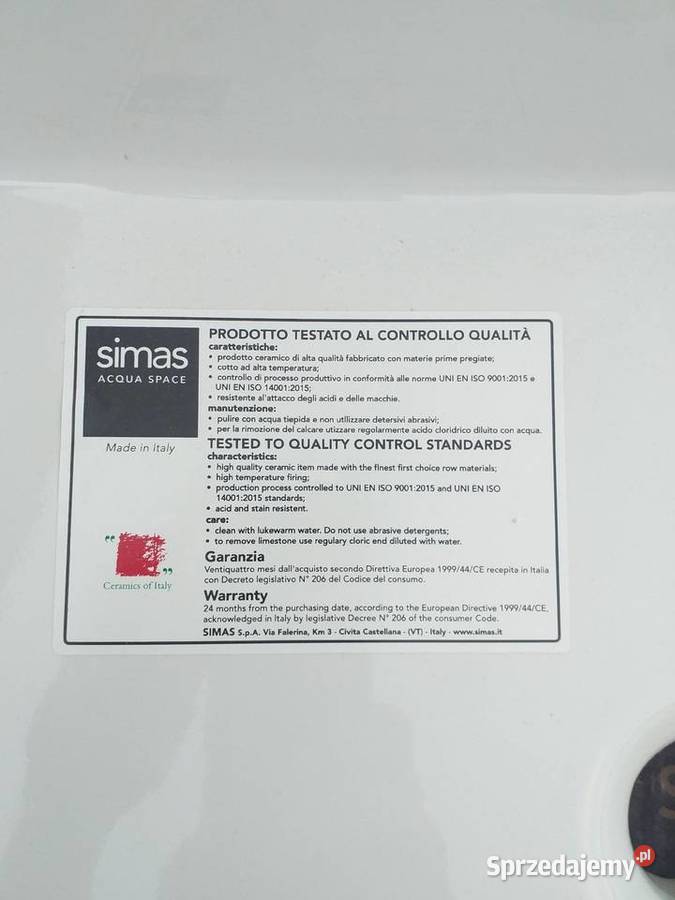 simas
ACQUA SPACE
Made in Italy
Ceramics of Italy
PRODOTTO TESTATO AL CONTROLLO QUALITÀ
caratteristiche:
• prodotto ceramico di alta qualità fabbricato con materie prime pregiate;
• cotto ad alta temperatura;
• controllo di processo produttivo in conformità alle norme UNI EN ISO 9001:2015 e
UNI EN ISO 14001:2015;
• resistente al'attacco degli acidi e delle macchie.
manutenzione:
• pulire con acqua tiepida e non utilizzare detersivi abrasivi;
• per la rimozione del calcare utizzare regolarmente acido cloridrico diluito con acqua.
TESTED TO QUALITY CONTROL STANDARDS
characteristics:
• high quality ceramic item made with the finest first choice row materials;
• high temperature firing;
• production process controlled to UNI EN ISO 9001:2015 and UNI EN ISO
14001:2015 standards;
• acid and stain resistent.
care:
• clean with lukewarm water. Do not use abrasive detergents;
• to remove limestone use regulary cloric end diluted with water.
Garanzia
Ventiquattro mesi dall'acquisto secondo Direttiva Europea 1999/44/CE recepita in Italia
con Decreto legislativo N° 206 del Codice del consumo.
Warranty
24 months from the purchasing date, according to the European Directive 1999/44/CE,
acknowledged in Italy by legislative Decree N° 206 of the consumer Code.
SIMAS S.p.A. Via Falerina, Km 3 - Civita Castellana - (VT) - Italy - www.simas.it
Sprzedajemy.pl